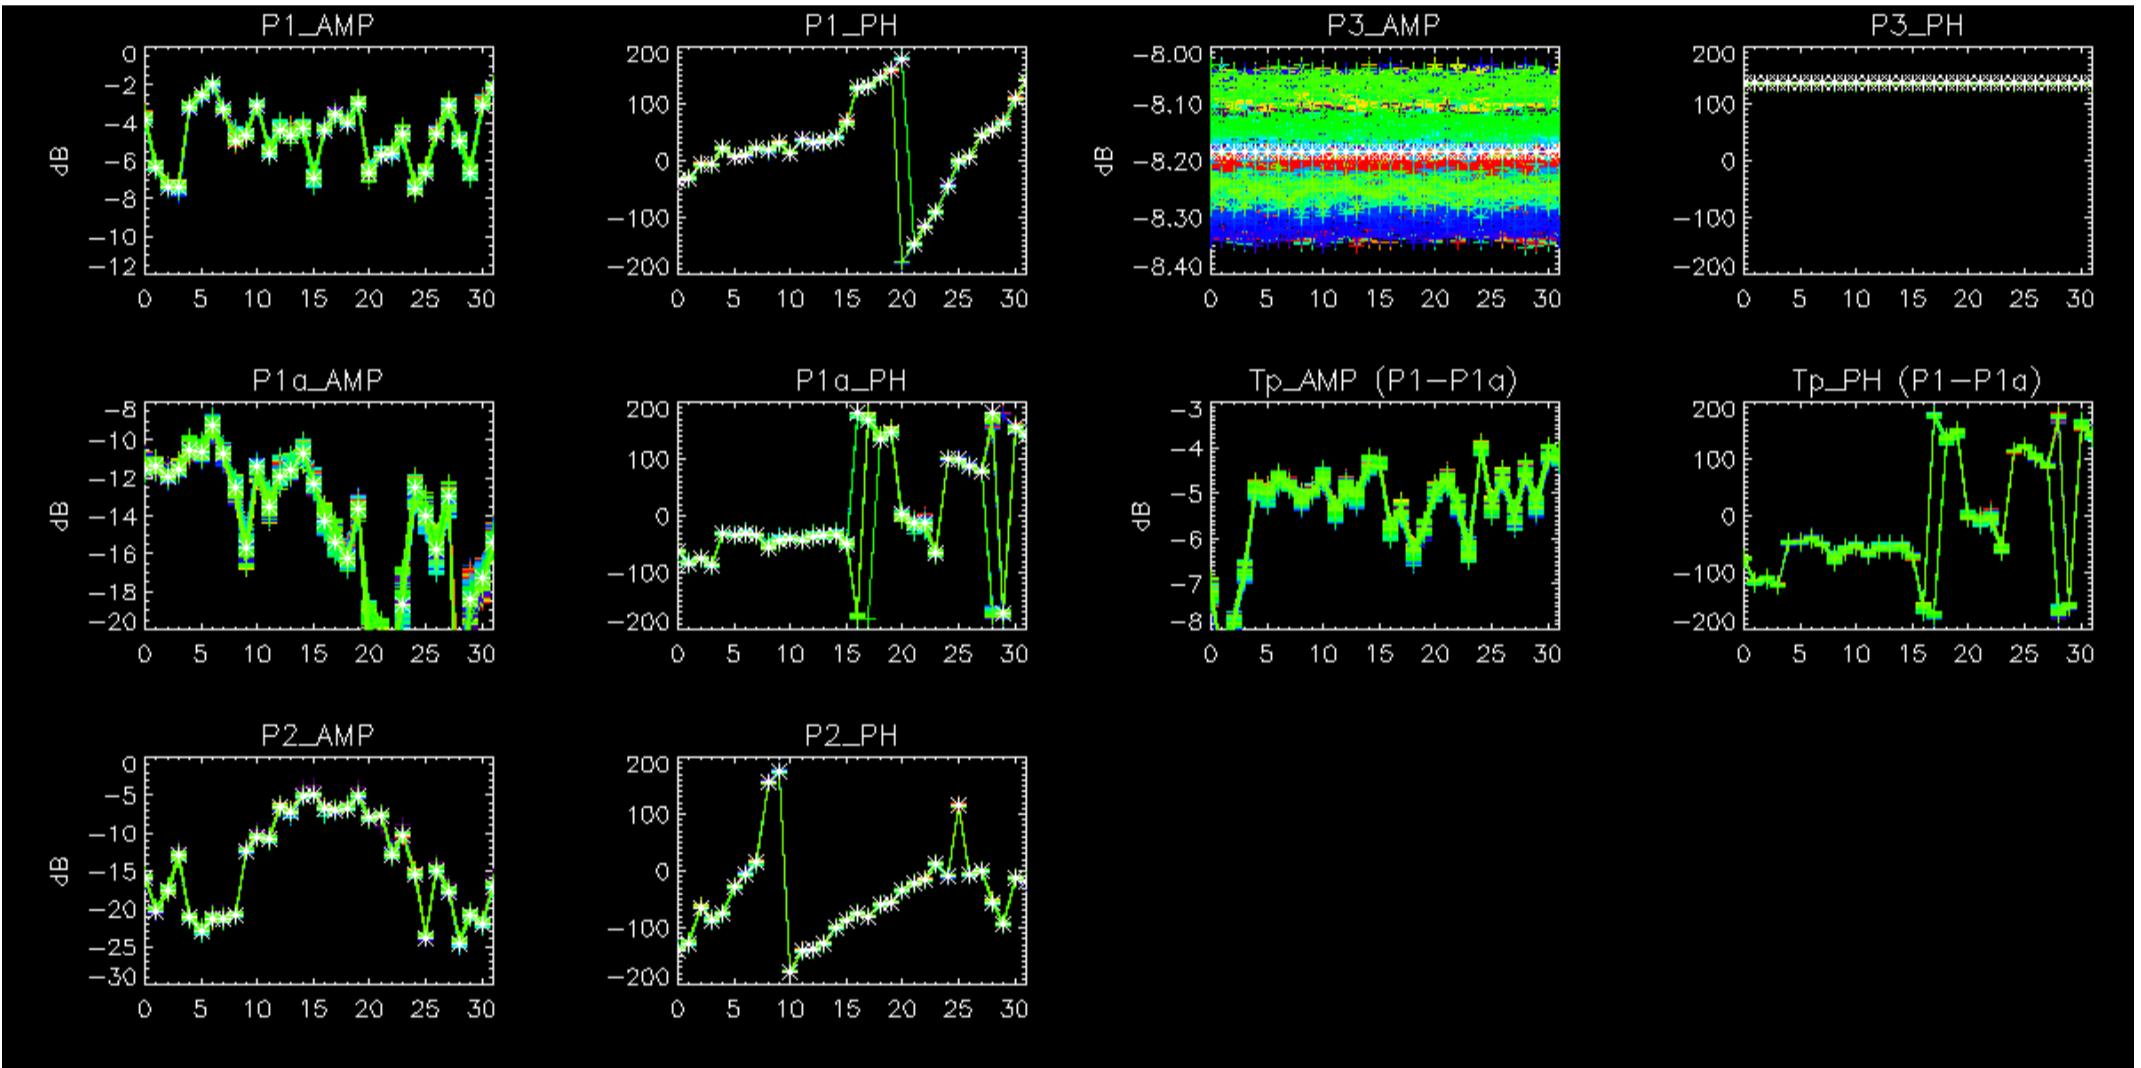 P1_AMP
P1_PH
P3_AMP
P3_PH
0
-2
-4
-6
-8
-10
-12
dB
0 5 10 15 20 25 30
200
100
0
-100
-200
0 5 10 15 20 25 30
-8.00
-8.10
-8.20
-8.30
-8.40
dB
0 5 10 15 20 25 30
200
100
0
-100
-200
0 5 10 15 20 25 30
P1a_AMP
P1a_PH
Tp_AMP (P1-P1a)
Tp_PH (P1-P1a)
-8
-10
-12
-14
-16
-18
-20
dB
0 5 10 15 20 25 30
200
100
0
-100
-200
0 5 10 15 20 25 30
-3
-4
-5
-6
-7
-8
dB
0 5 10 15 20 25 30
200
100
0
-100
-200
0 5 10 15 20 25 30
P2_AMP
P2_PH
0
-5
-10
-15
-20
-25
-30
dB
0 5 10 15 20 25 30
200
100
0
-100
-200
0 5 10 15 20 25 30